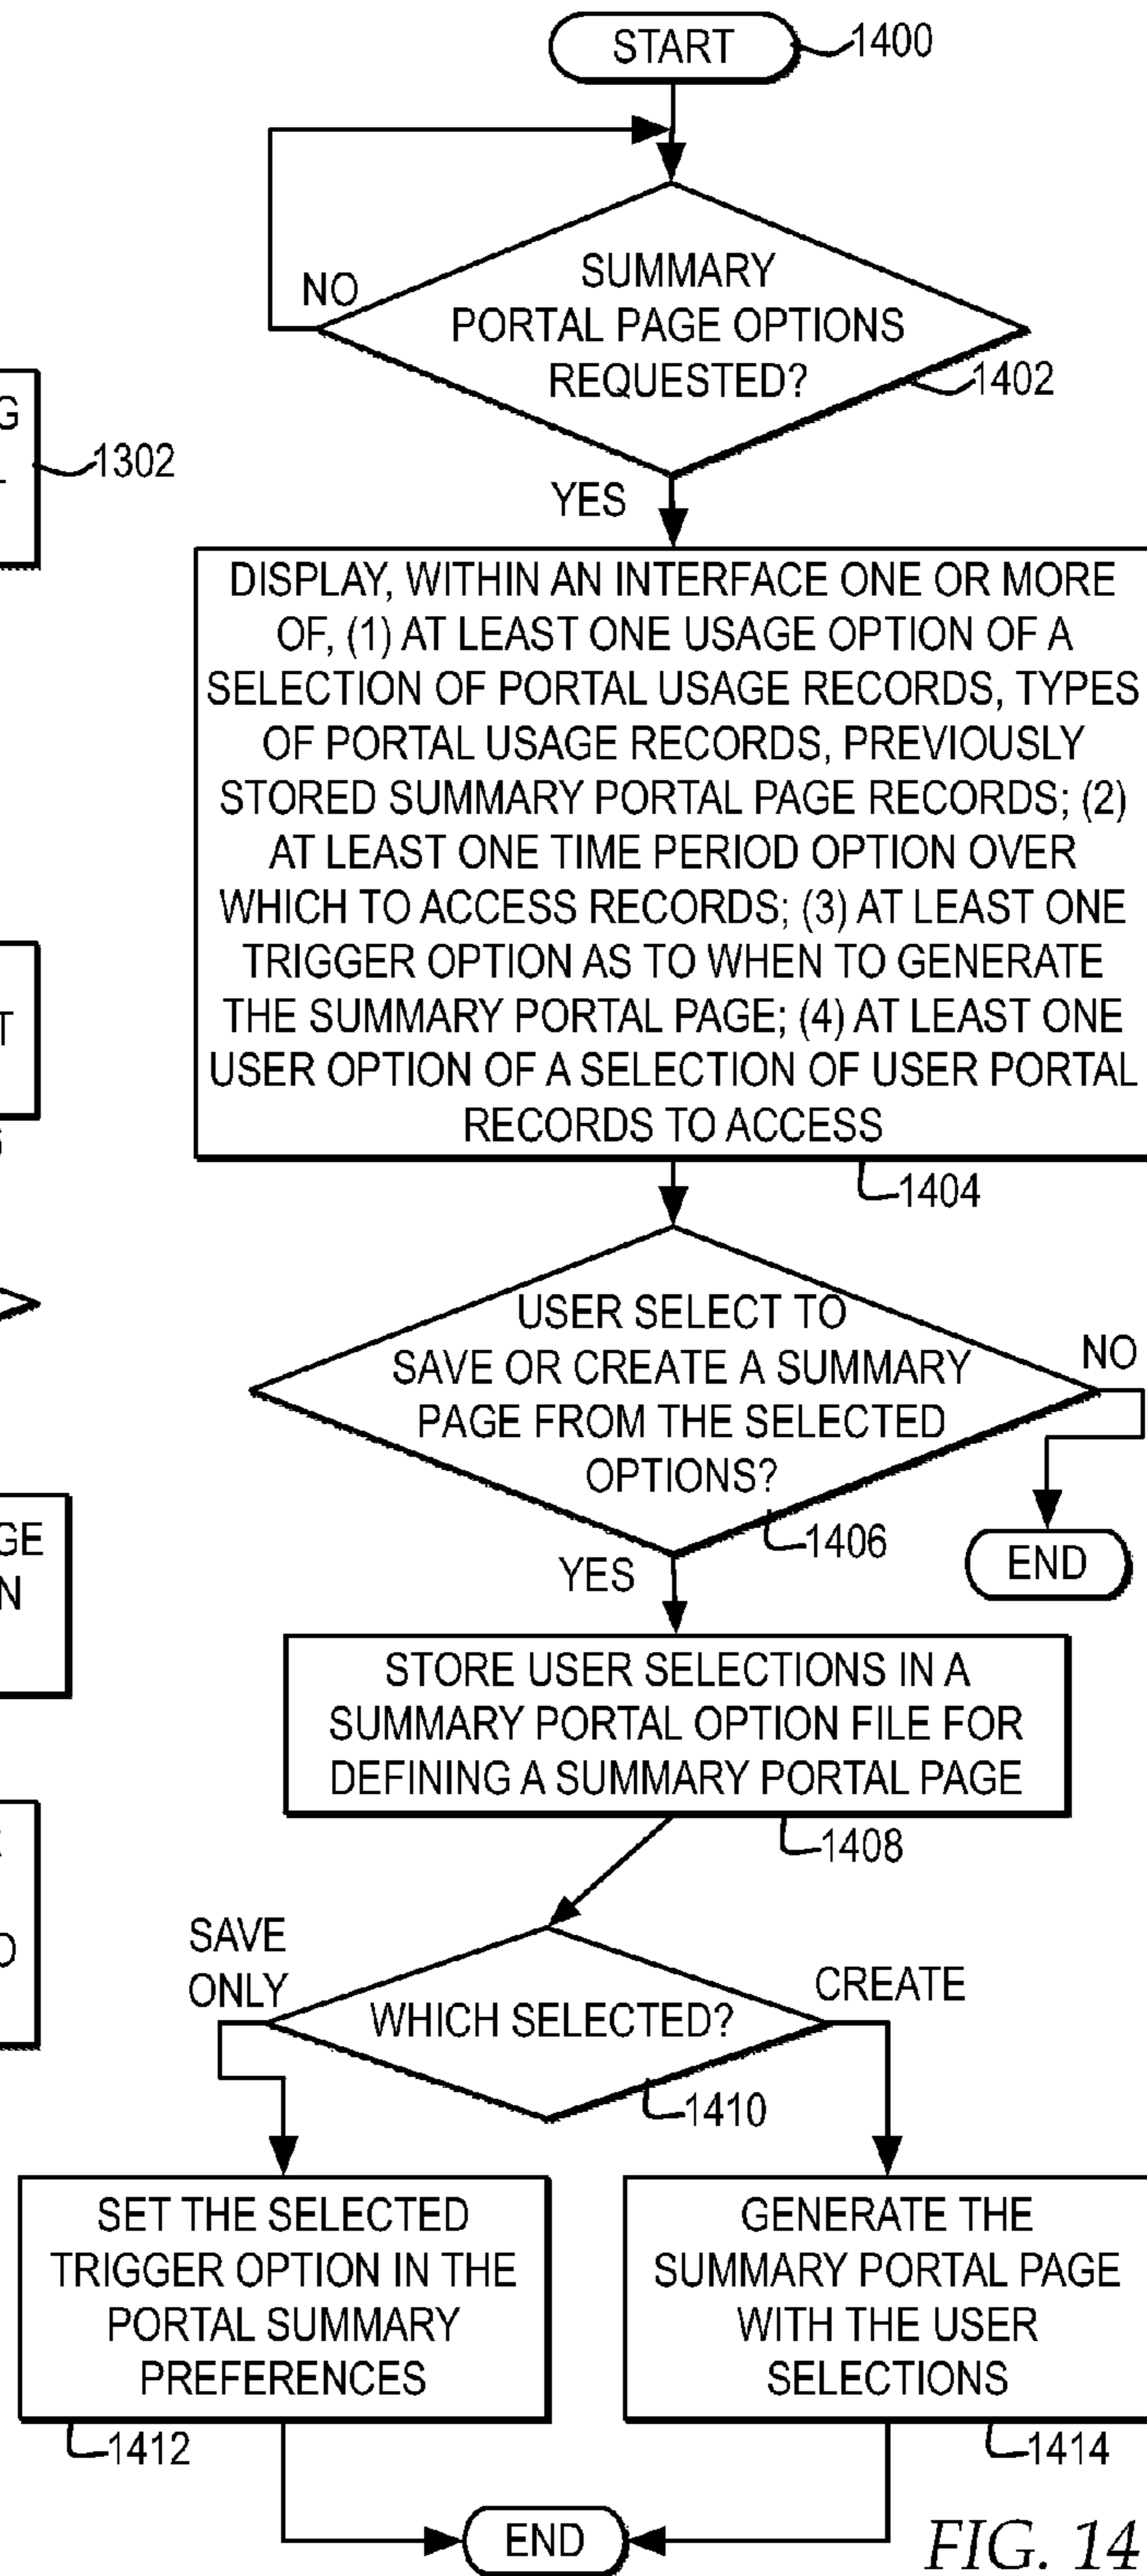 START
1400
NO
SUMMARY
PORTAL PAGE OPTIONS
REQUESTED?
1402
G
1302
YES
DISPLAY, WITHIN AN INTERFACE ONE OR MORE
OF, (1) AT LEAST ONE USAGE OPTION OF A
SELECTION OF PORTAL USAGE RECORDS, TYPES
OF PORTAL USAGE RECORDS, PREVIOUSLY
STORED SUMMARY PORTAL PAGE RECORDS; (2)
AT LEAST ONE TIME PERIOD OPTION OVER
WHICH TO ACCESS RECORDS; (3) AT LEAST ONE
TRIGGER OPTION AS TO WHEN TO GENERATE
THE SUMMARY PORTAL PAGE; (4) AT LEAST ONE
USER OPTION OF A SELECTION OF USER PORTAL
RECORDS TO ACCESS
1404
T
USER SELECT TO
SAVE OR CREATE A SUMMARY
PAGE FROM THE SELECTED
OPTIONS?
NO
1406
END
YES
GE
N
STORE USER SELECTIONS IN A
SUMMARY PORTAL OPTION FILE FOR
DEFINING A SUMMARY PORTAL PAGE
1408
SAVE
ONLY
WHICH SELECTED?
CREATE
1410
SET THE SELECTED
TRIGGER OPTION IN THE
PORTAL SUMMARY
PREFERENCES
1412
GENERATE THE
SUMMARY PORTAL PAGE
WITH THE USER
SELECTIONS
1414
END
FIG. 14